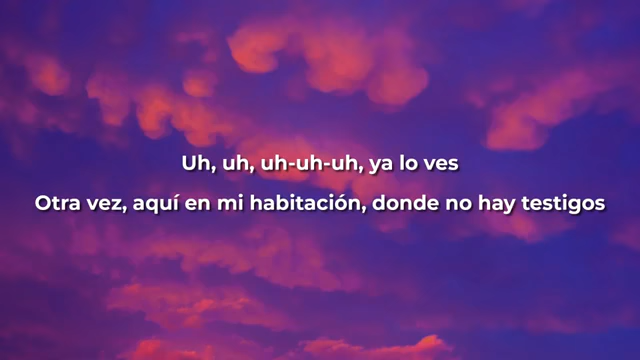 Uh, uh, uh-uh-uh, ya lo ves
Otra vez, aquí en mi habitación, donde no hay testigos